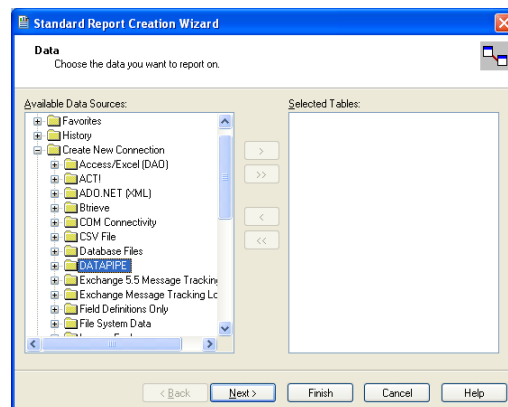 Standard Report Creation Wizard
Data
Choose the data you want to report on.
Available Data Sources:
Selected Tables:
Favorites
History
Create New Connection
Access/Excel (DAO)
ACT!
ADO.NET (XML)
Btrieve
COM Connectivity
CSV File
Database Files
DATAPIPE
Exchange 5.5 Message Tracking
Exchange Message Tracking Lo
Field Definitions Only
File System Data
>
>>
<
<<
< Back
Next >
Finish
Cancel
Help